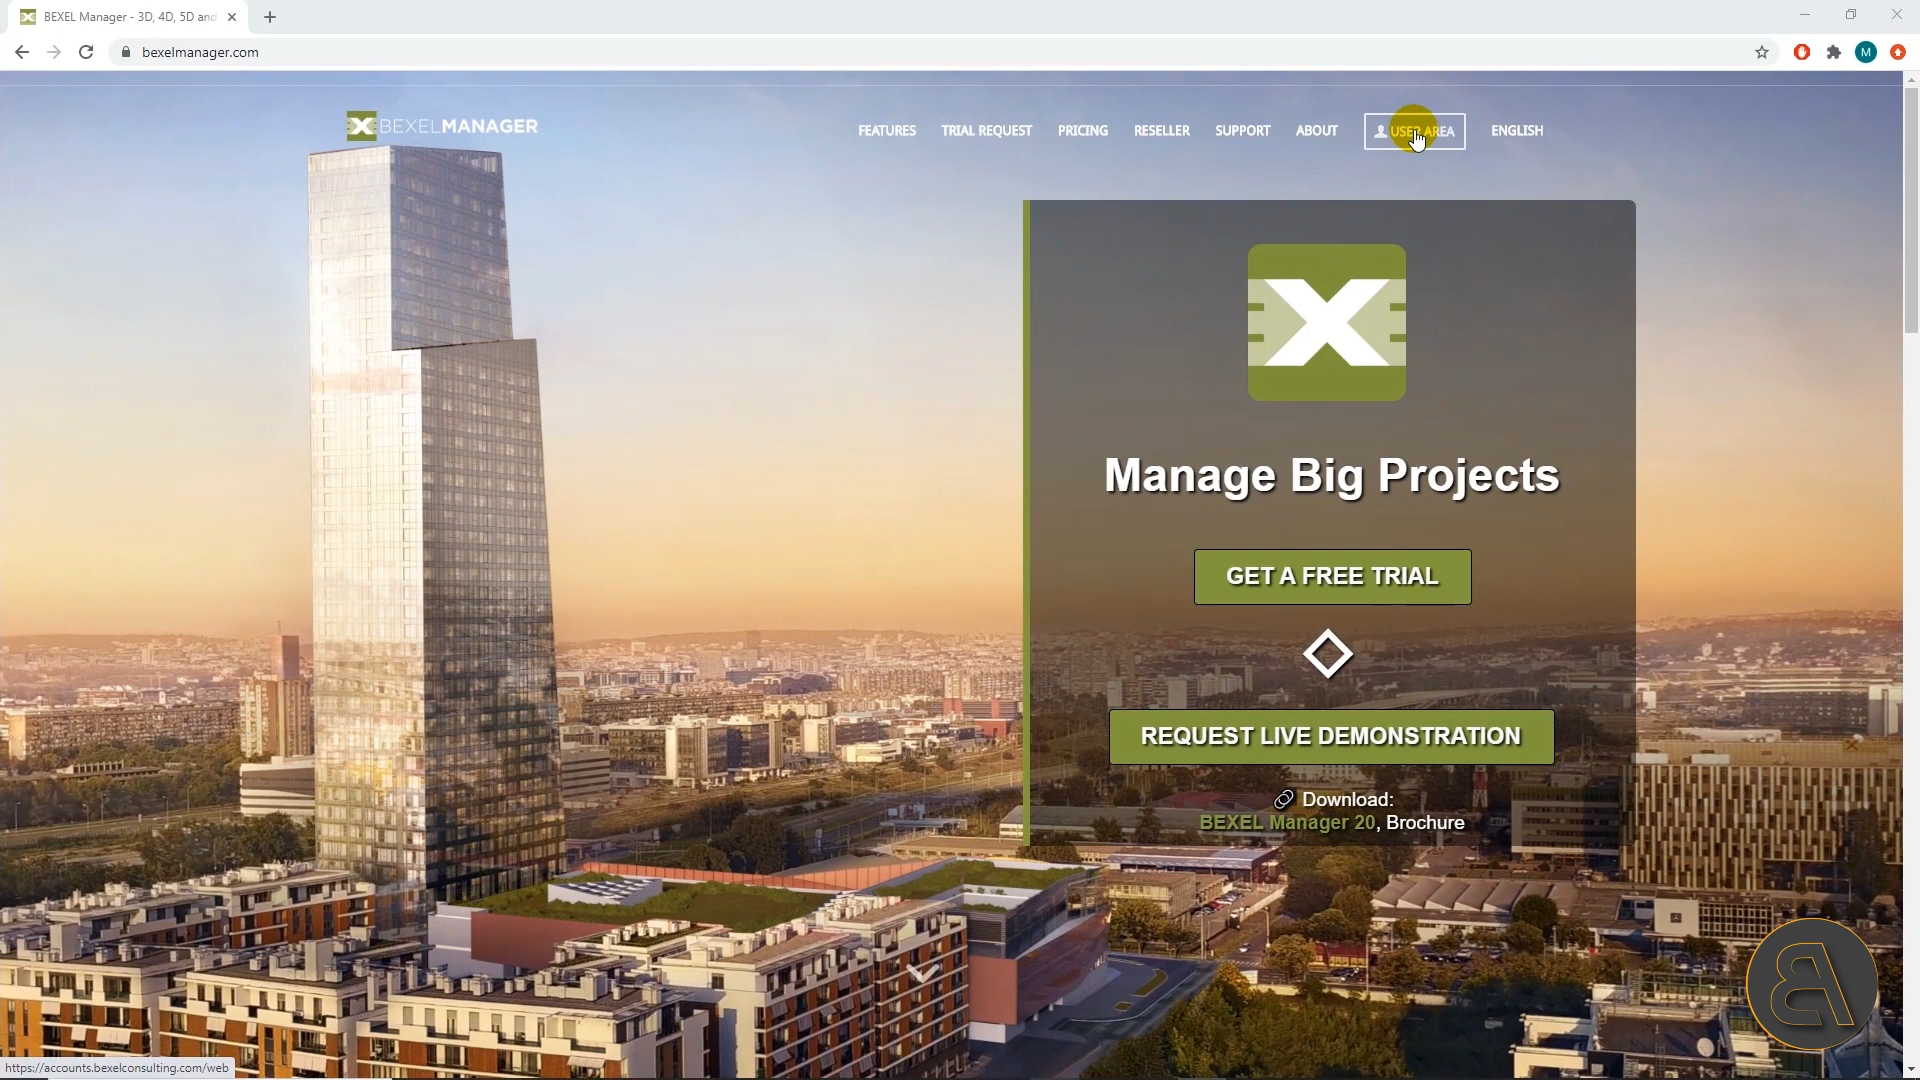 BEXEL Manager - 3D, 4D, 5D and
bexelmanager.com
M
BEXELMANAGER
FEATURES
TRIAL REQUEST
PRICING
RESELLER
SUPPORT
ABOUT
USER AREA
ENGLISH
Manage Big Projects
GET A FREE TRIAL
REQUEST LIVE DEMONSTRATION
Download:
BEXEL Manager 20, Brochure
https://accounts.bexelconsulting.com/web